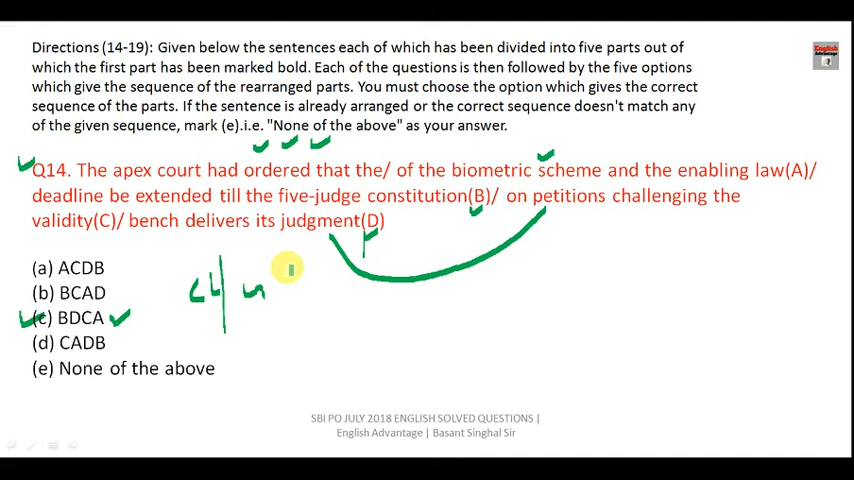 Directions (14-19): Given below the sentences each of which has been divided into five parts out of
which the first part has been marked bold. Each of the questions is then followed by the five options
which give the sequence of the rearranged parts. You must choose the option which gives the correct
sequence of the parts. If the sentence is already arranged or the correct sequence doesn't match any
of the given sequence, mark (e).i.e. "None of the above" as your answer.
English
Advantage
Q14. The apex court had ordered that the/ of the biometric scheme and the enabling law(A)/
deadline be extended till the five-judge constitution(B)/ on petitions challenging the
validity(C)/ bench delivers its judgment(D)
(a) ACDB
(b) BCAD
(c) BDCA
(d) CADB
(e) None of the above
SBI PO JULY 2018 ENGLISH SOLVED QUESTIONS |
English Advantage | Basant Singhal Sir